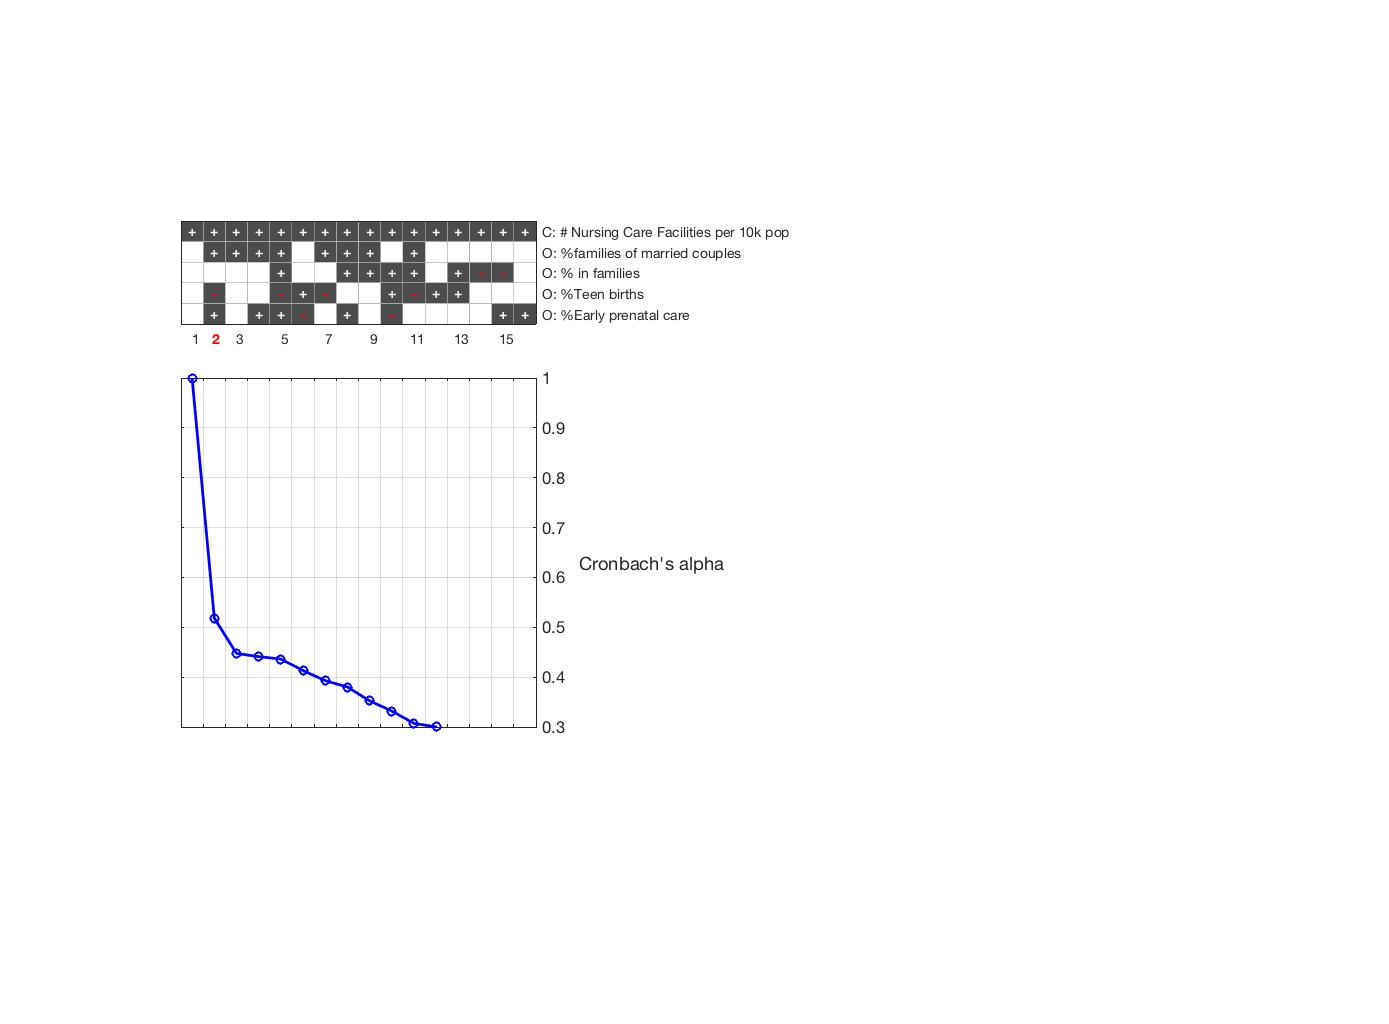 + + + + + + + + + + + + + + + + C: # Nursing Care Facilities per 10k pop
+ + + + + + + + O: %families of married couples
+ + + + + + - - O: % in families
- - + - + - + + O: %Teen births
+ + + - + - + + O: %Early prenatal care
1 2 3 5 7 9 11 13 15
1
0.9
0.8
0.7
0.6
Cronbach's alpha
0.5
0.4
0.3